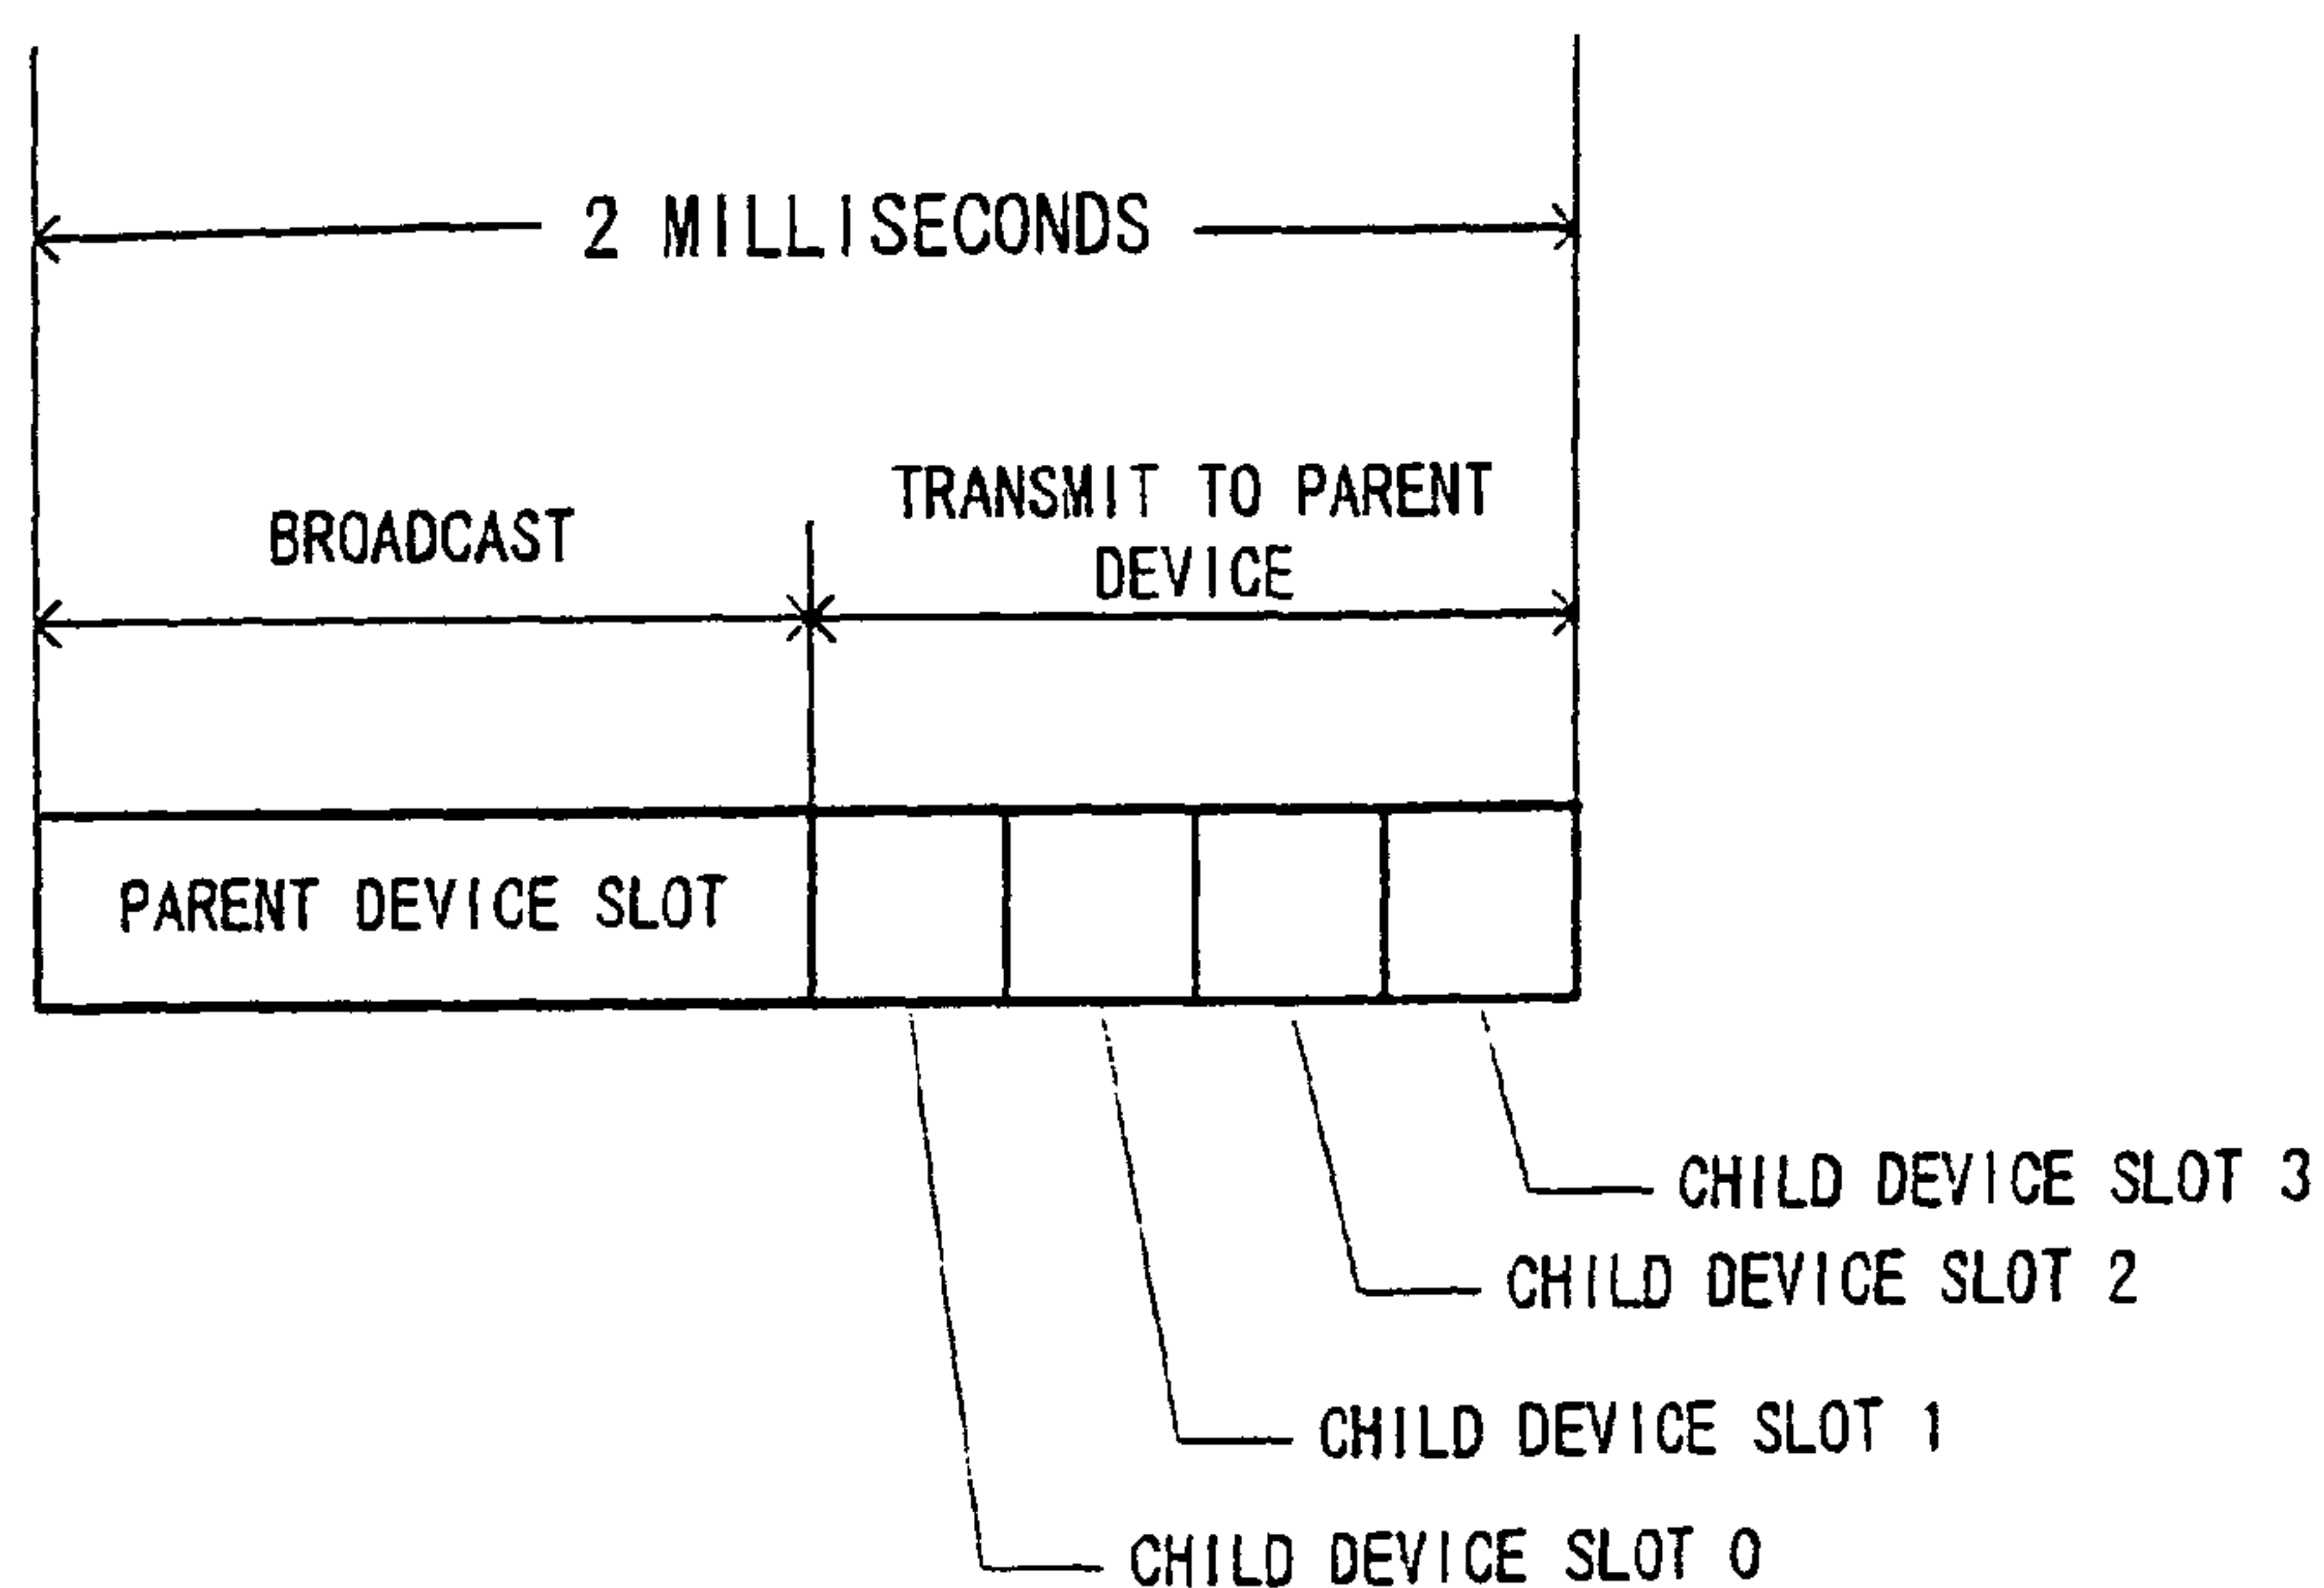 2 MILLISECONDS
BROADCAST
TRANSMIT TO PARENT
DEVICE
PARENT DEVICE SLOT
CHILD DEVICE SLOT 3
CHILD DEVICE SLOT 2
CHILD DEVICE SLOT 1
CHILD DEVICE SLOT 0